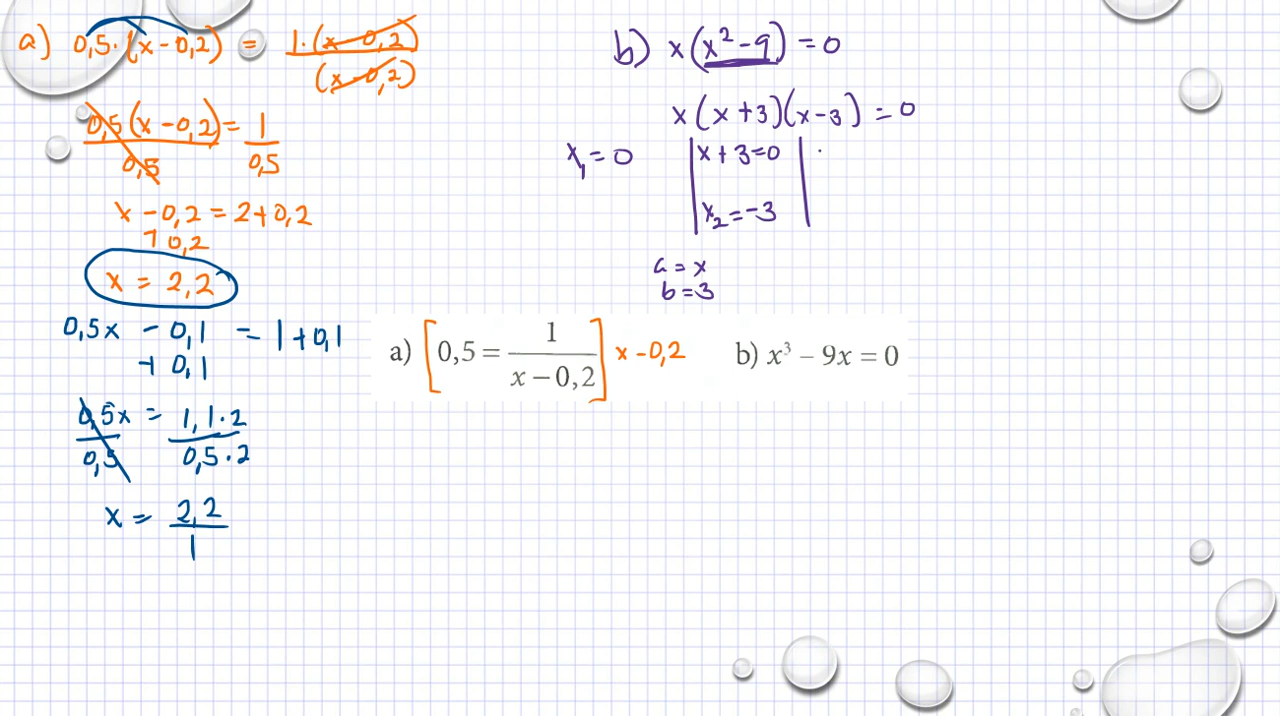 a) 0,5·(x-0,2) = 1·(x-0,2)
(x-0,2)
0,5(x-0,2) = 1
0,5 0,5
x-0,2 = 2+0,2
+0,2
x = 2,2
0,5x - 0,1 = 1+0,1
+ 0,1
0,5x = 1,1·2
0,5 0,5·2
x = 2,2
1
b) x(x²-9) = 0
x(x+3)(x-3) = 0
x₁ = 0 | x+3=0 |
x₂ = -3
a = x
b = 3
a) [0,5 = 1 ] x-0,2
x-0,2
b) x³ – 9x = 0